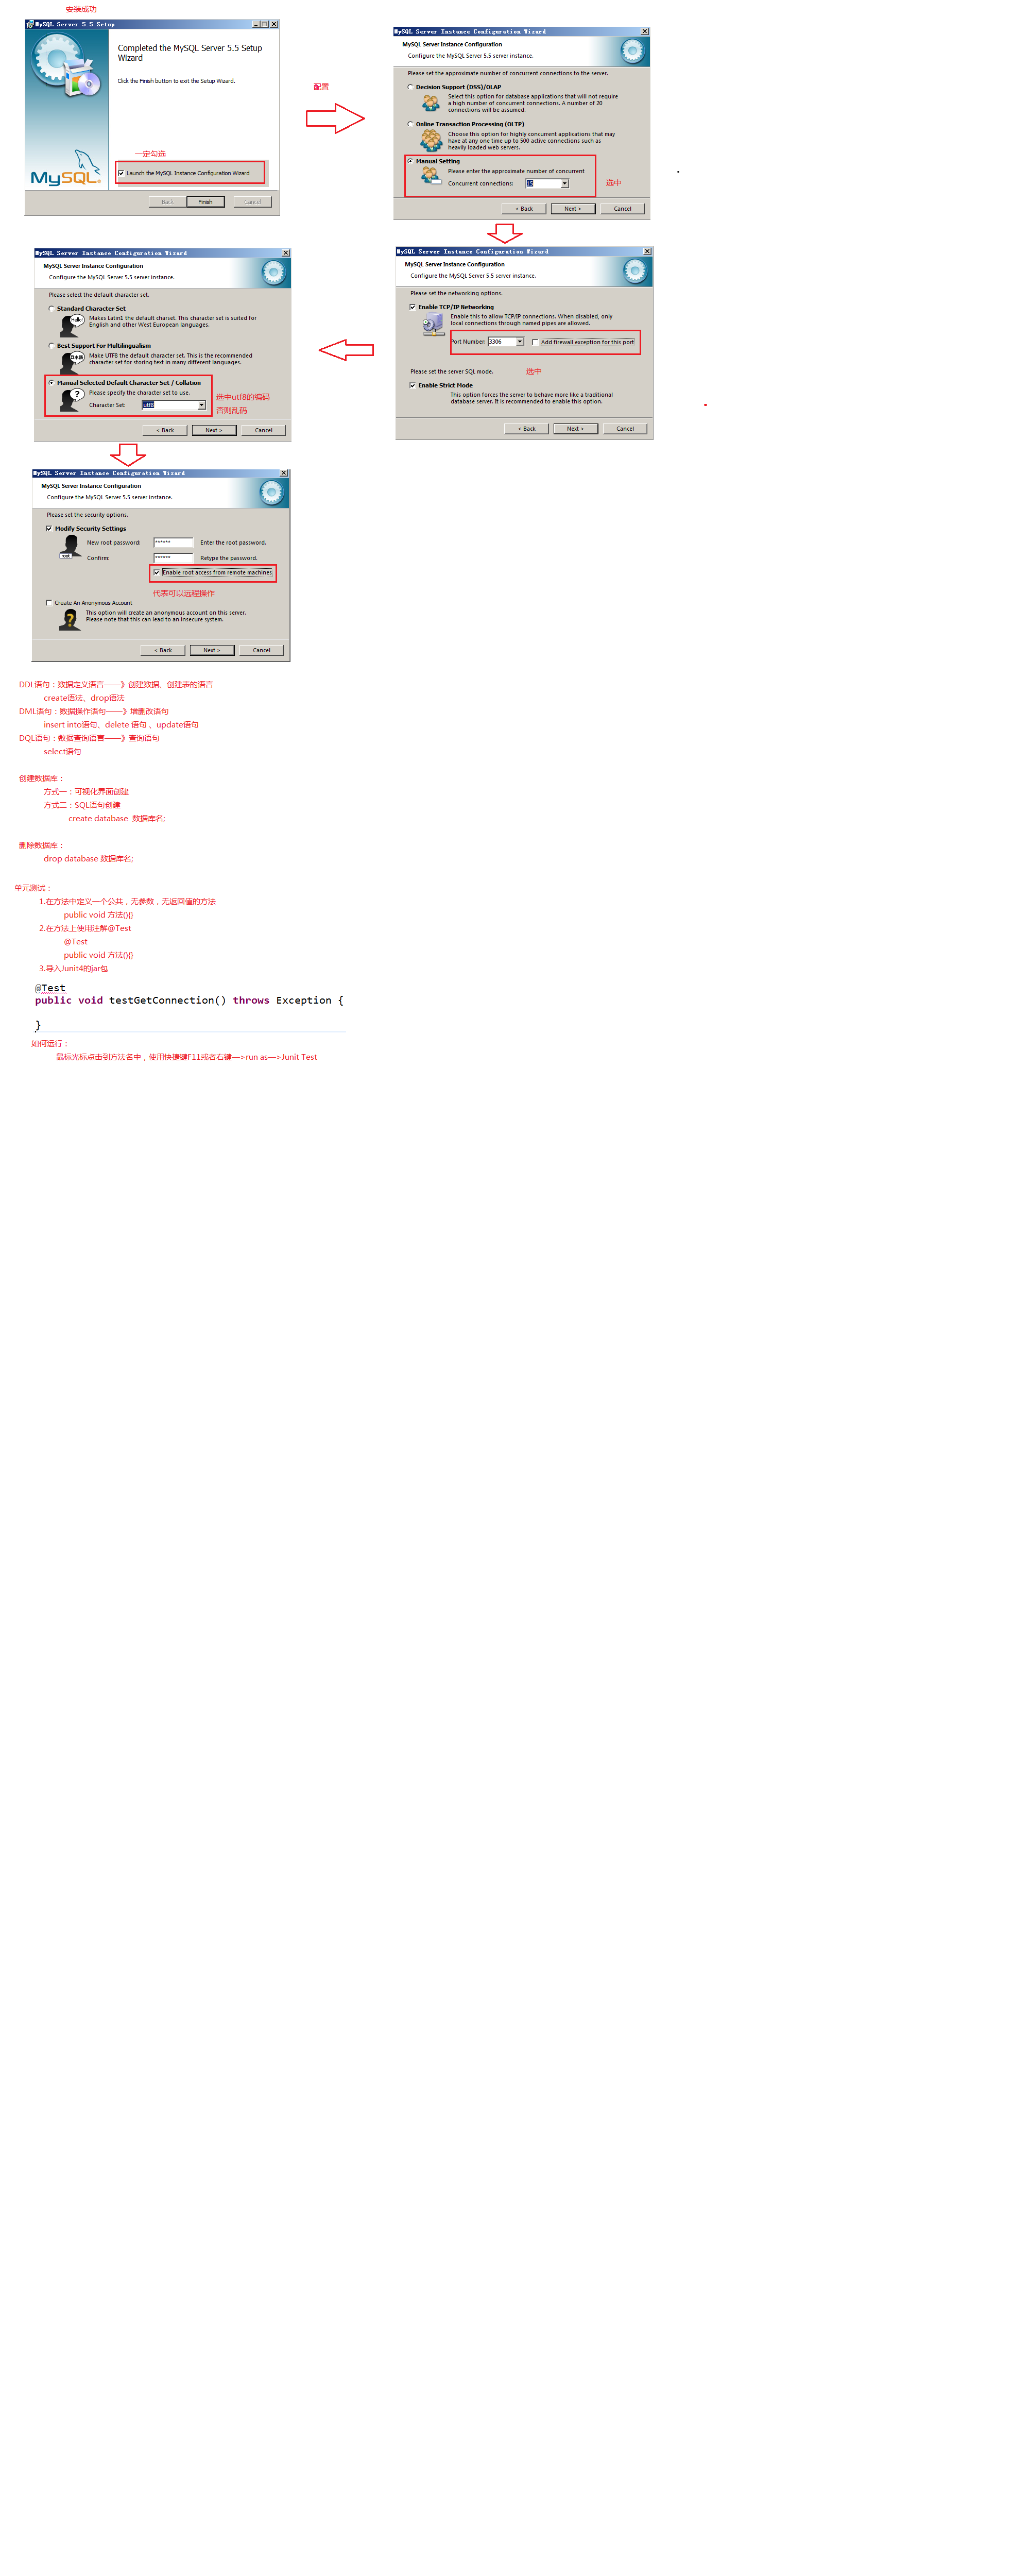 安装成功
MySQL Server 5.5 Setup
Completed the MySQL Server 5.5 Setup
Wizard
Click the Finish button to exit the Setup Wizard.
一定勾选
Launch the MySQL Instance Configuration Wizard
MySQL®
Back
Finish
Cancel
配置
MySQL Server Instance Configuration Wizard
MySQL Server Instance Configuration
Configure the MySQL Server 5.5 server instance.
Please set the approximate number of concurrent connections to the server.
Decision Support (DSS)/OLAP
Select this option for database applications that will not require
a high number of concurrent connections. A number of 20
connections will be assumed.
Online Transaction Processing (OLTP)
Choose this option for highly concurrent applications that may
have at any one time up to 500 active connections such as
heavily loaded web servers.
Manual Setting
Please enter the approximate number of concurrent
Concurrent connections:
15
选中
< Back
Next >
Cancel
MySQL Server Instance Configuration Wizard
MySQL Server Instance Configuration
Configure the MySQL Server 5.5 server instance.
Please set the networking options.
Enable TCP/IP Networking
Enable this to allow TCP/IP connections. When disabled, only
local connections through named pipes are allowed.
Port Number:
3306
Add firewall exception for this port
Please set the server SQL mode.
选中
Enable Strict Mode
This option forces the server to behave more like a traditional
database server. It is recommended to enable this option.
< Back
Next >
Cancel
MySQL Server Instance Configuration Wizard
MySQL Server Instance Configuration
Configure the MySQL Server 5.5 server instance.
Please select the default character set.
Standard Character Set
Hello!
Makes Latin1 the default charset. This character set is suited for
English and other West European languages.
Best Support For Multilingualism
日本語
Make UTF8 the default character set. This is the recommended
character set for storing text in many different languages.
Manual Selected Default Character Set / Collation
?
Please specify the character set to use.
Character Set:
utf8
选中utf8的编码
否则乱码
< Back
Next >
Cancel
MySQL Server Instance Configuration Wizard
MySQL Server Instance Configuration
Configure the MySQL Server 5.5 server instance.
Please set the security options.
Modify Security Settings
root
New root password:
******
Enter the root password.
Confirm:
******
Retype the password.
Enable root access from remote machines
代表可以远程操作
Create An Anonymous Account
?
This option will create an anonymous account on this server.
Please note that this can lead to an insecure system.
< Back
Next >
Cancel
DDL语句：数据定义语言——》创建数据、创建表的语言
create语法、drop语法
DML语句：数据操作语句——》增删改语句
insert into语句、delete 语句 、update语句
DQL语句：数据查询语言——》查询语句
select语句
创建数据库：
方式一：可视化界面创建
方式二：SQL语句创建
create database 数据库名;
删除数据库：
drop database 数据库名;
单元测试：
1.在方法中定义一个公共，无参数，无返回值的方法
public void 方法(){}
2.在方法上使用注解@Test
@Test
public void 方法(){}
3.导入Junit4的jar包
@Test
public void testGetConnection() throws Exception {
}
如何运行：
鼠标光标点击到方法名中，使用快捷键F11或者右键—>run as—>Junit Test